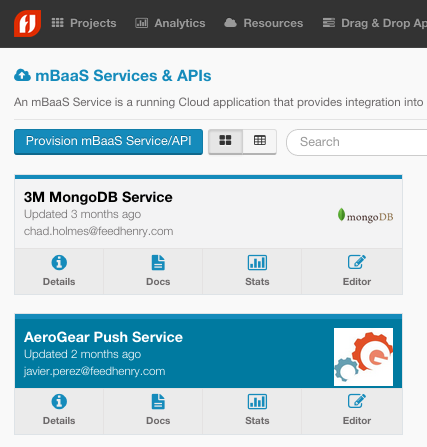 Projects Analytics Resources Drag & Drop Ap
mBaaS Services & APIs
An mBaaS Service is a running Cloud application that provides integration into
Provision mBaaS Service/API Search
3M MongoDB Service
Updated 3 months ago
mongoDB
chad.holmes@feedhenry.com
Details Docs Stats Editor
AeroGear Push Service
Updated 2 months ago
javier.perez@feedhenry.com
Details Docs Stats Editor